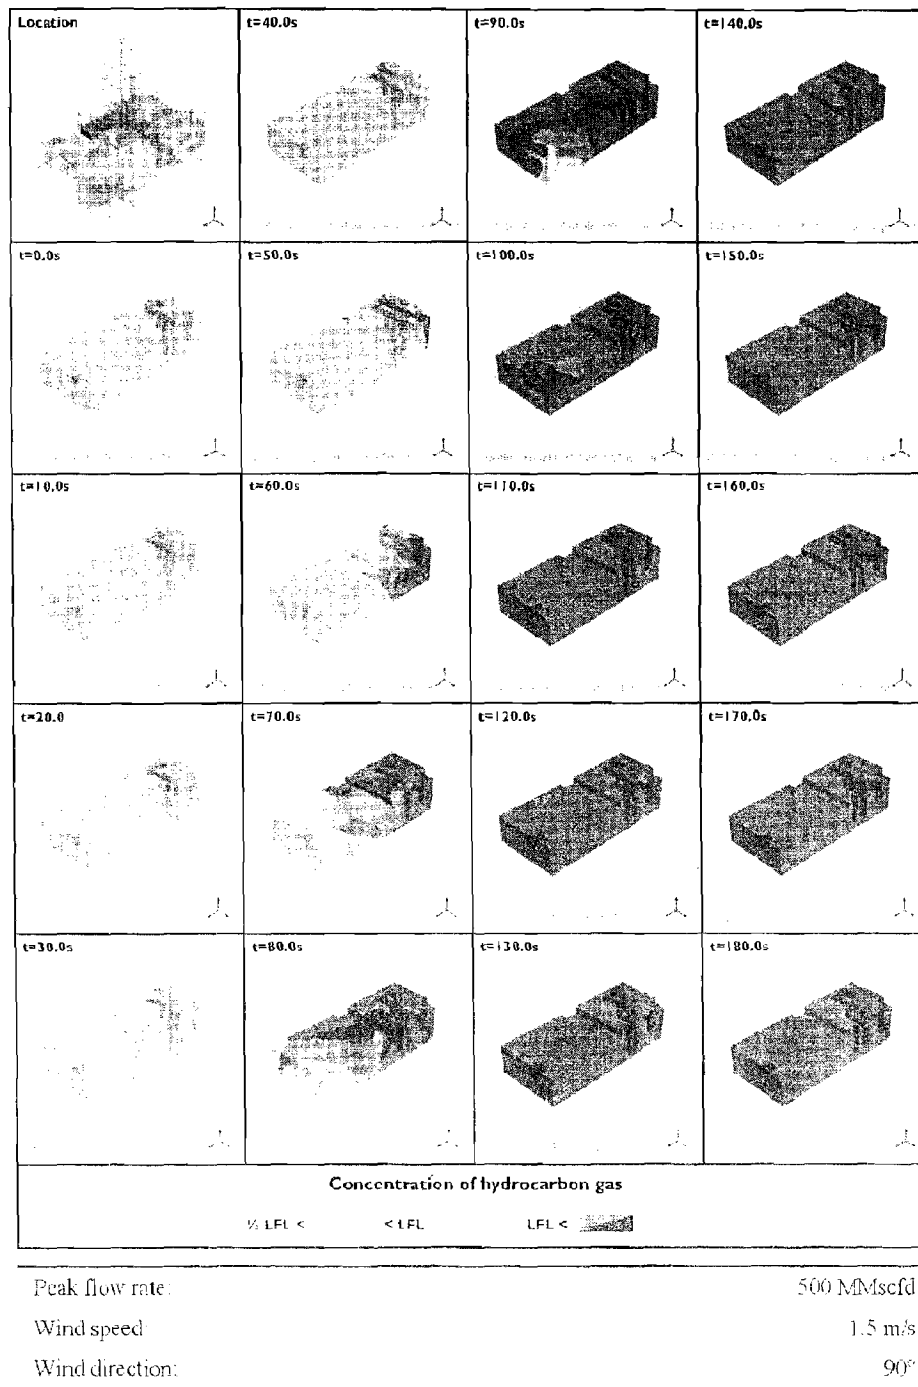 Location t=40.0s t=90.0s t=140.0s
t=0.0s t=50.0s t=100.0s t=150.0s
t=10.0s t=60.0s t=110.0s t=160.0s
t=20.0 t=70.0s t=120.0s t=170.0s
t=30.0s t=80.0s t=130.0s t=180.0s
Concentration of hydrocarbon gas
½ LFL < < LFL LFL <
Peak flow rate: 500 MMscfd
Wind speed 1.5 m/s
Wind direction: 90°